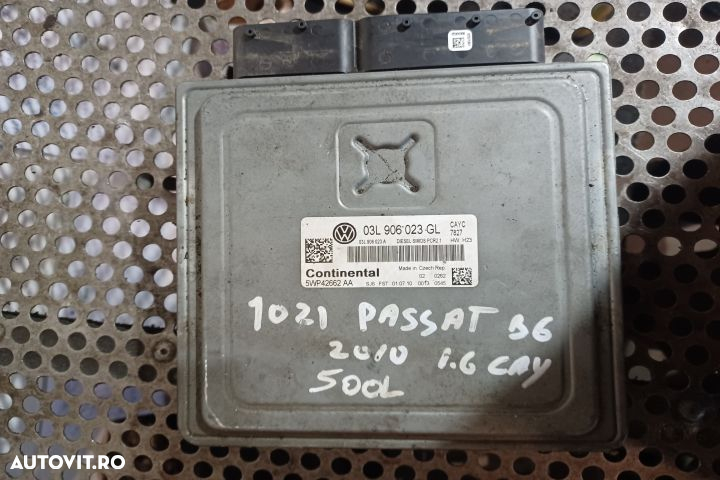 03L 906 023 GL
CAYC
7827
03L 906 023 A DIESEL SIMOS PCR2.1 HW: H23
Continental
5WP42662 AA
Made in Czech Rep.
02 0262
SJ6 FST 01.07.10 0013 0545
1021 PASSAT B6
2010 1.6 CAY
500L
AUTOVIT.RO